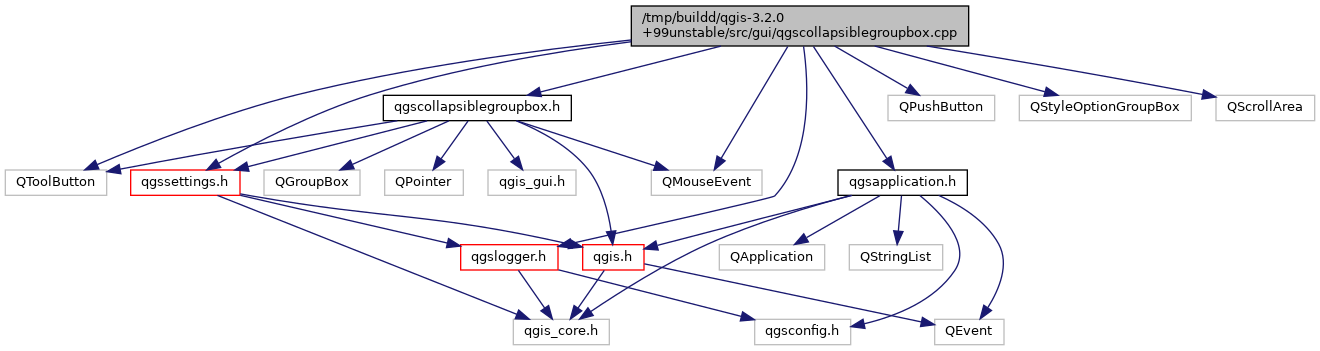 /tmp/buildd/qgis-3.2.0
+99unstable/src/gui/qgscollapsiblegroupbox.cpp
qgscollapsiblegroupbox.h
QPushButton
QStyleOptionGroupBox
QScrollArea
QToolButton
qgssettings.h
QGroupBox
QPointer
qgis_gui.h
QMouseEvent
qgsapplication.h
qgslogger.h
qgis.h
QApplication
QStringList
qgis_core.h
qgsconfig.h
QEvent